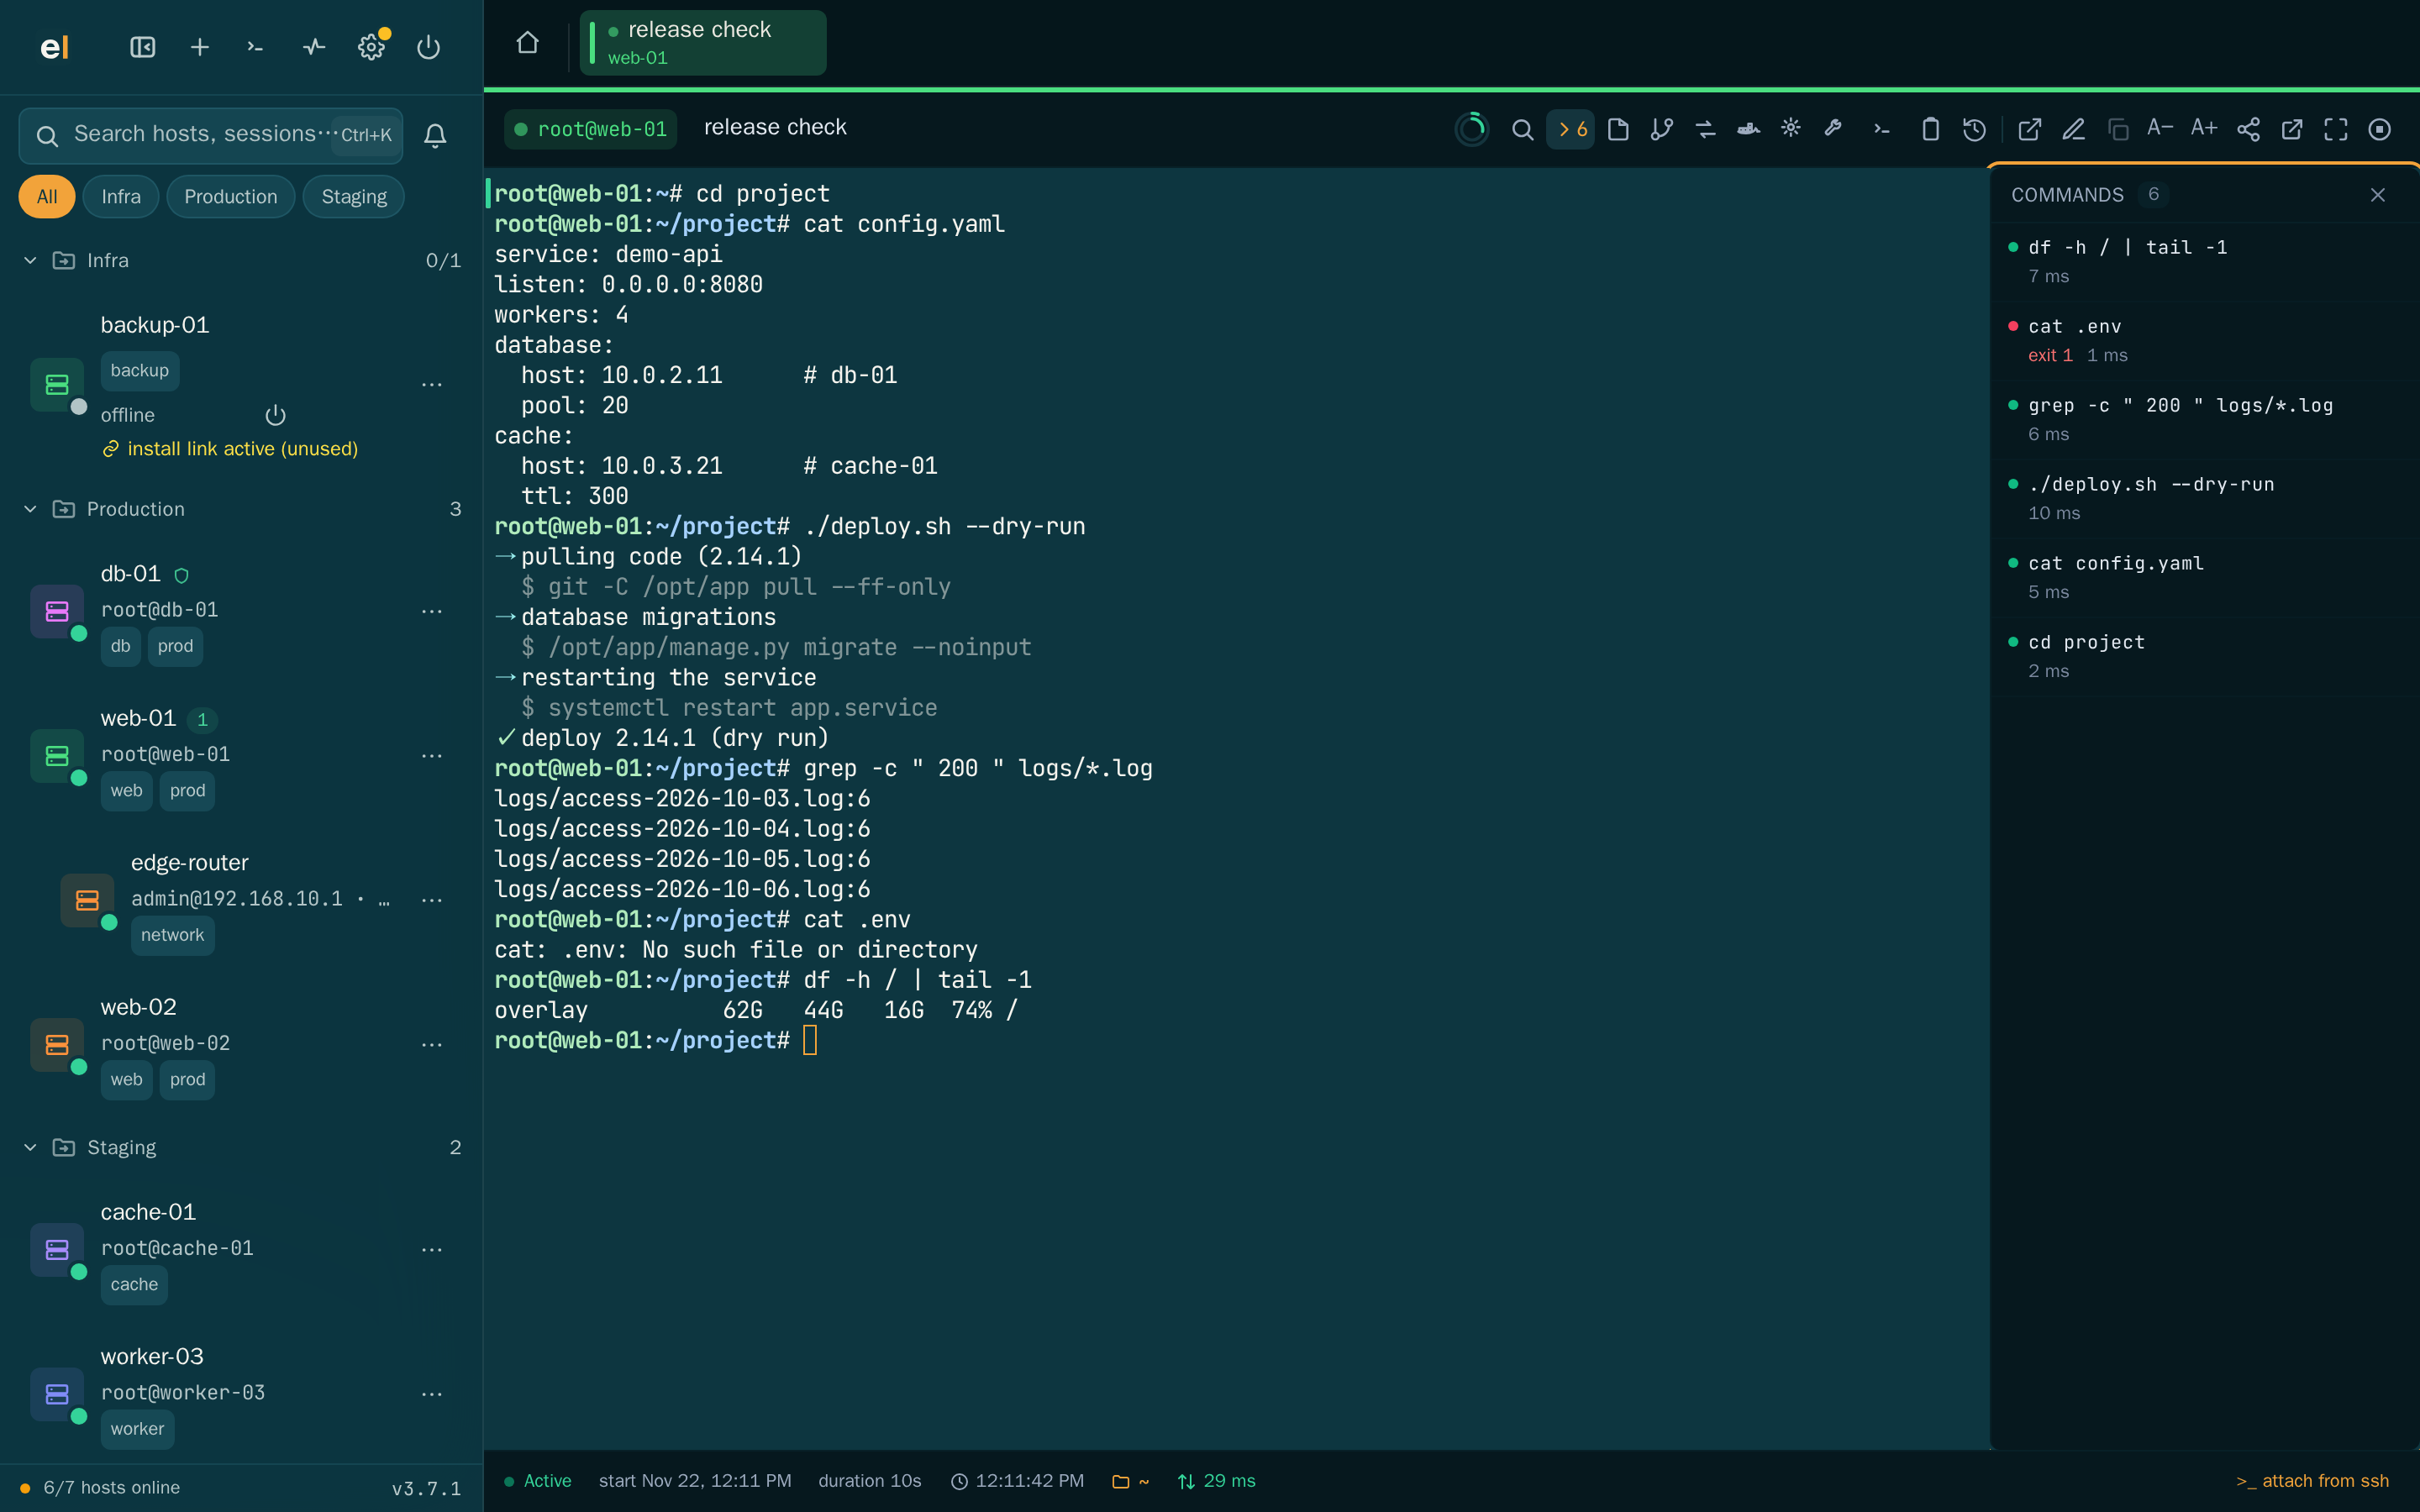 el
Search hosts, sessions… Ctrl+K
All Infra Production Staging
Infra 0/1
backup-01
backup
offline
install link active (unused)
Production 3
db-01
root@db-01
db prod
web-01 1
root@web-01
web prod
edge-router
admin@192.168.10.1 • …
network
web-02
root@web-02
web prod
Staging 2
cache-01
root@cache-01
cache
worker-03
root@worker-03
worker
6/7 hosts online v3.7.1
release check
web-01
root@web-01 release check
>6 A− A+
root@web-01:~# cd project
root@web-01:~/project# cat config.yaml
service: demo-api
listen: 0.0.0.0:8080
workers: 4
database:
  host: 10.0.2.11      # db-01
  pool: 20
cache:
  host: 10.0.3.21      # cache-01
  ttl: 300
root@web-01:~/project# ./deploy.sh --dry-run
→ pulling code (2.14.1)
  $ git -C /opt/app pull --ff-only
→ database migrations
  $ /opt/app/manage.py migrate --noinput
→ restarting the service
  $ systemctl restart app.service
✓ deploy 2.14.1 (dry run)
root@web-01:~/project# grep -c " 200 " logs/*.log
logs/access-2026-10-03.log:6
logs/access-2026-10-04.log:6
logs/access-2026-10-05.log:6
logs/access-2026-10-06.log:6
root@web-01:~/project# cat .env
cat: .env: No such file or directory
root@web-01:~/project# df -h / | tail -1
overlay          62G   44G   16G  74% /
root@web-01:~/project#
COMMANDS 6
df -h / | tail -1
7 ms
cat .env
exit 1 1 ms
grep -c " 200 " logs/*.log
6 ms
./deploy.sh --dry-run
10 ms
cat config.yaml
5 ms
cd project
2 ms
Active start Nov 22, 12:11 PM duration 10s 12:11:42 PM ~ 29 ms >_ attach from ssh